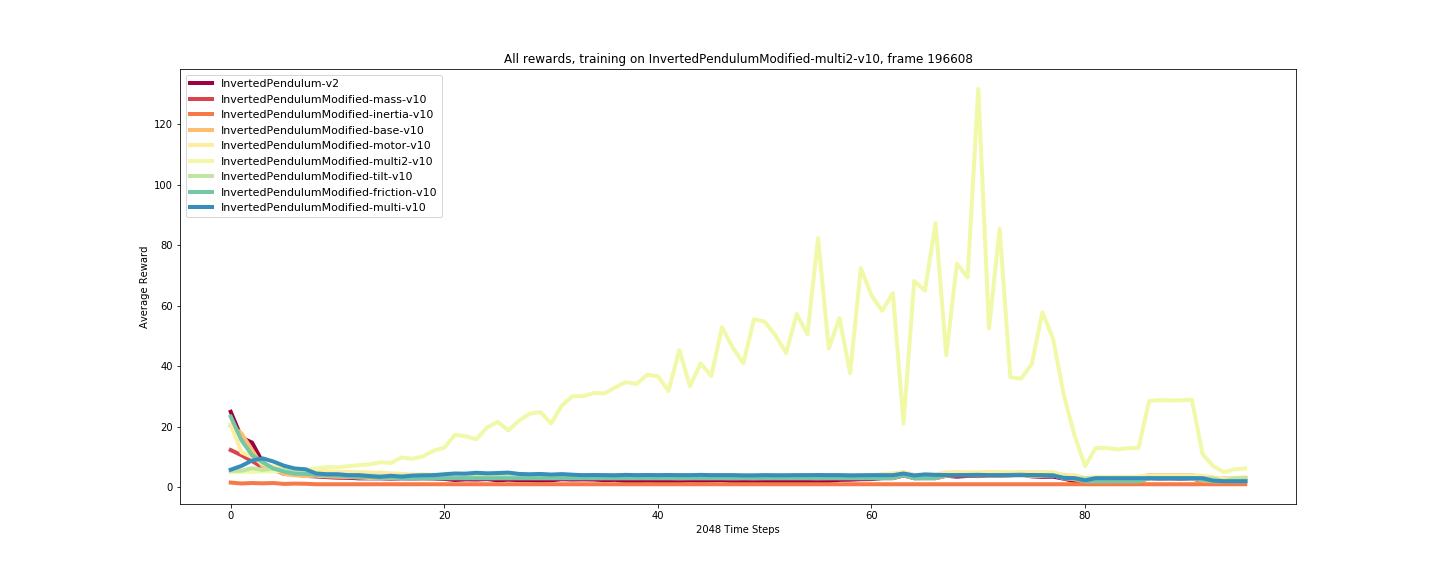 All rewards, training on InvertedPendulumModified-multi2-v10, frame 196608
InvertedPendulum-v2
InvertedPendulumModified-mass-v10
InvertedPendulumModified-inertia-v10
InvertedPendulumModified-base-v10
InvertedPendulumModified-motor-v10
InvertedPendulumModified-multi2-v10
InvertedPendulumModified-tilt-v10
InvertedPendulumModified-friction-v10
InvertedPendulumModified-multi-v10
Average Reward
120
100
80
60
40
20
0
0 20 40 60 80
2048 Time Steps